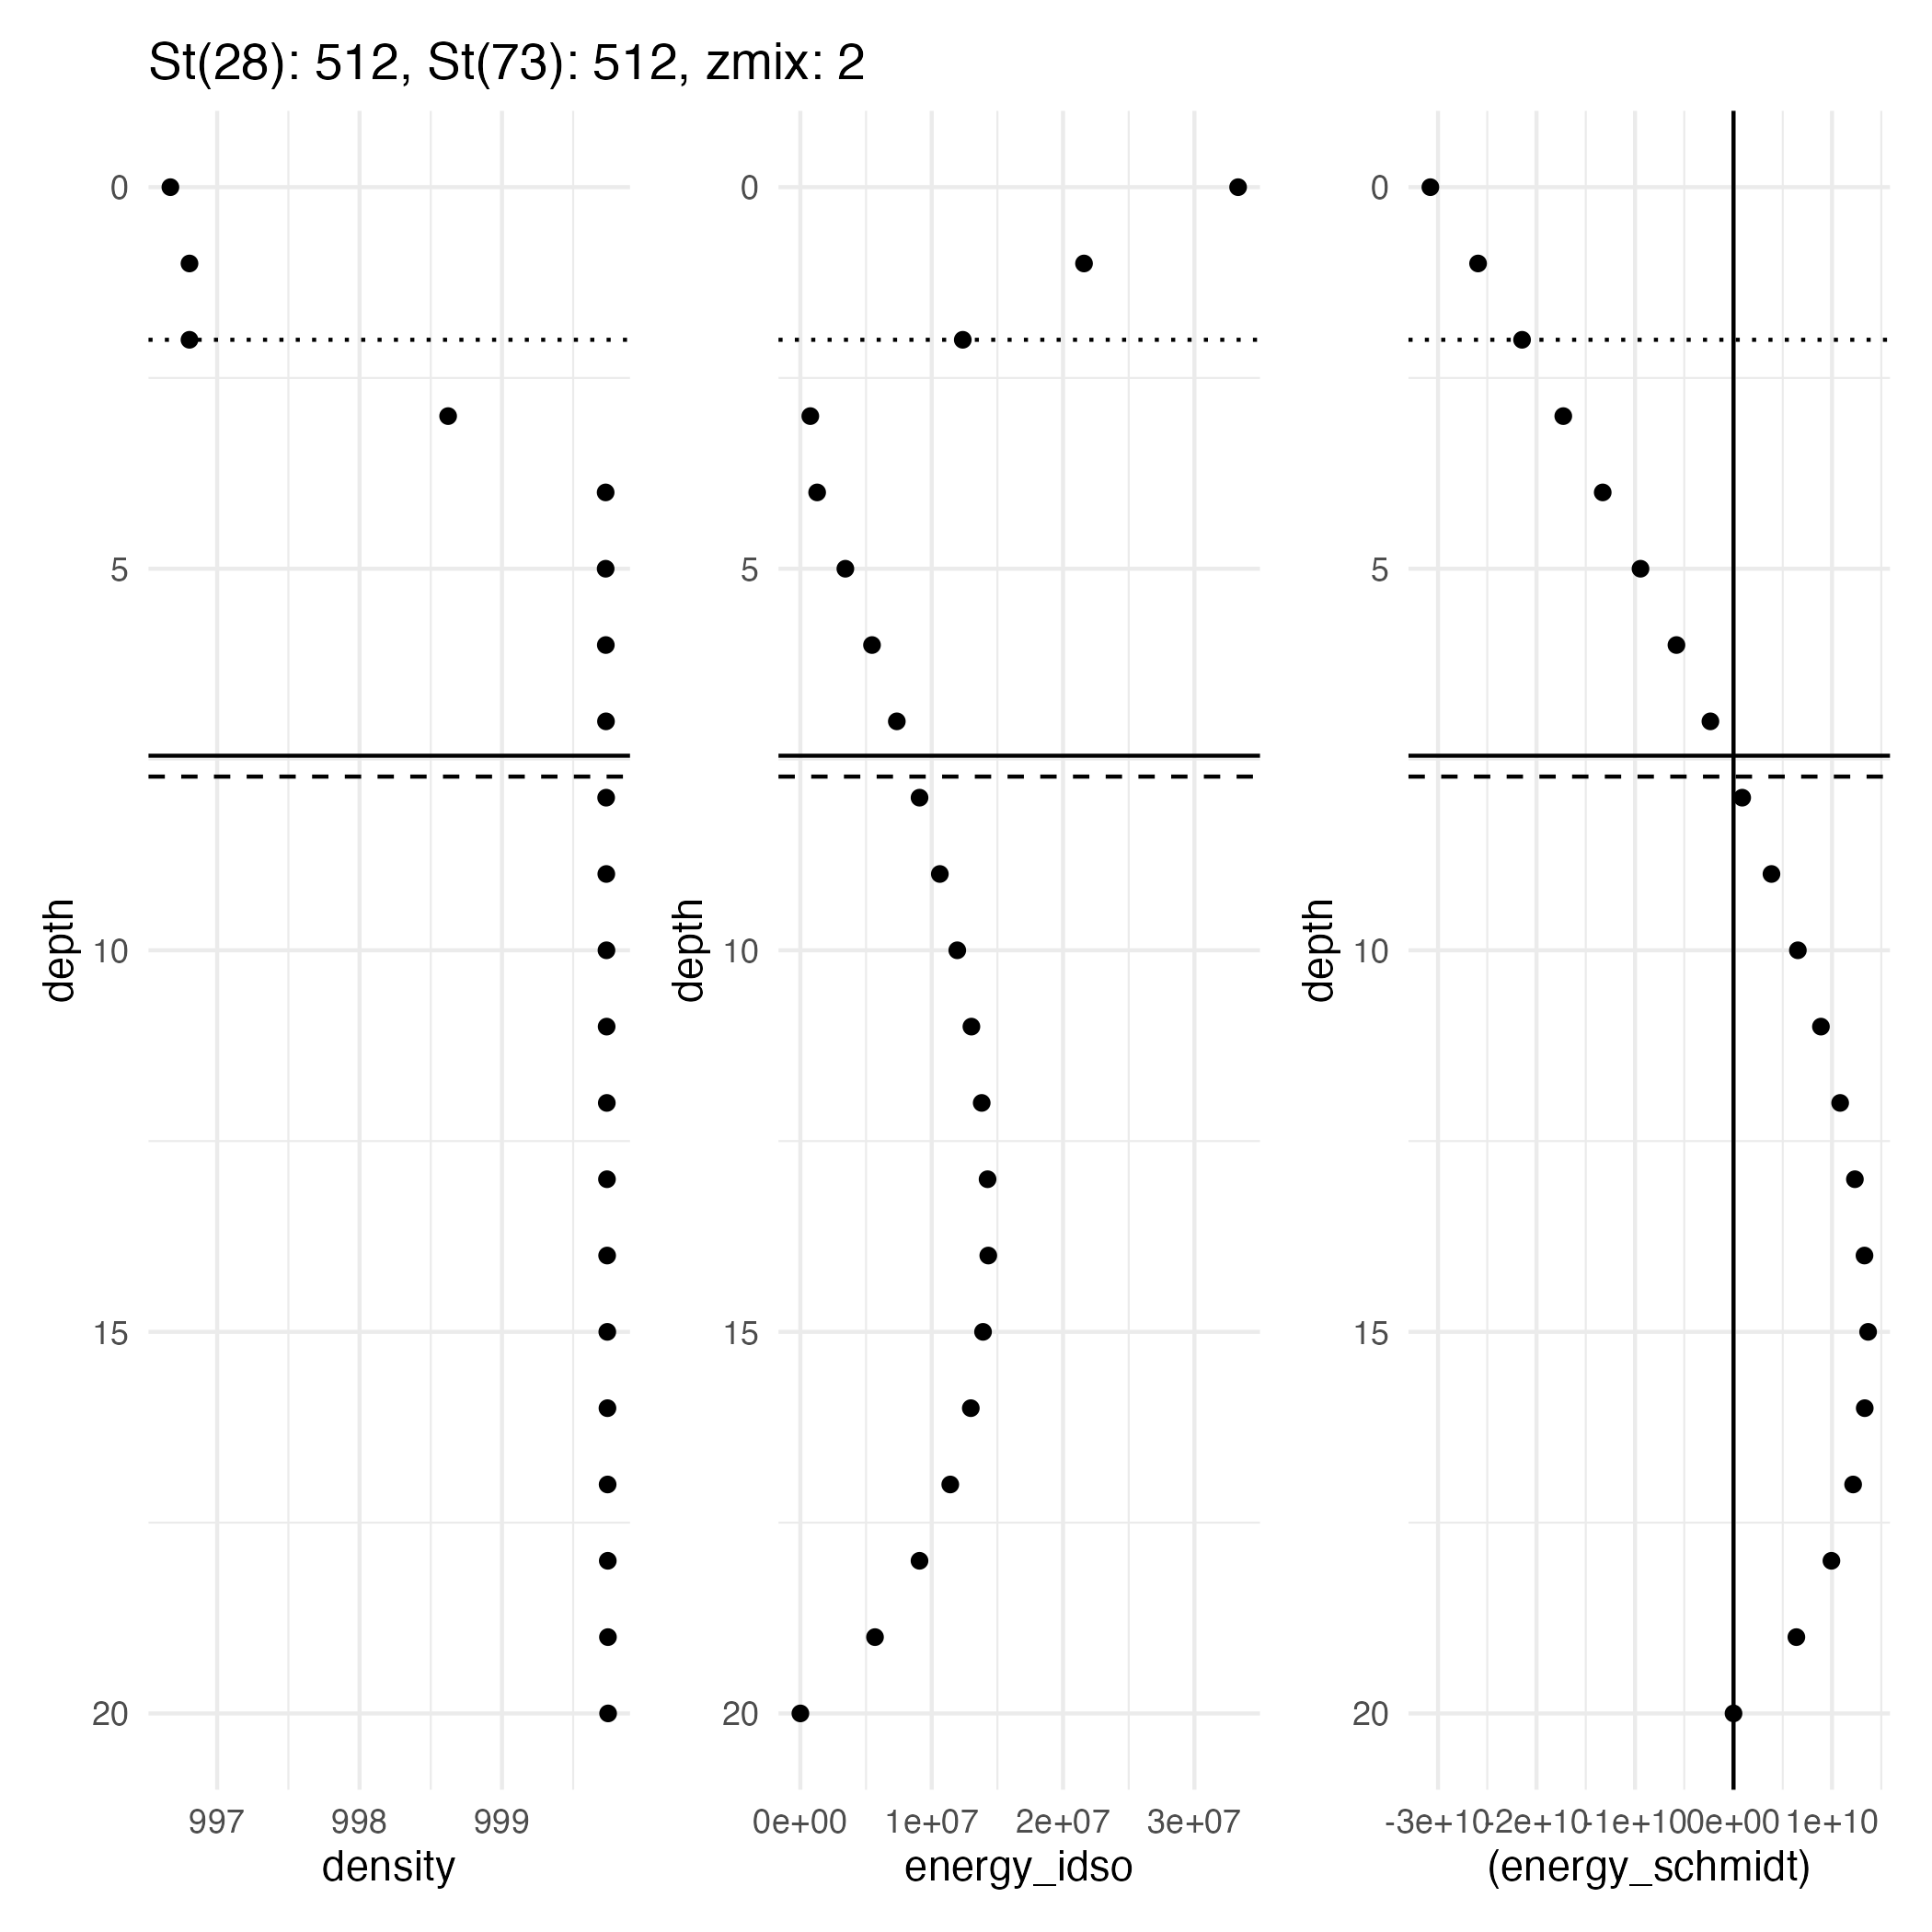 St(28): 512, St(73): 512, zmix: 2
0
5
10
15
20
depth
997 998 999
density
0
5
10
15
20
depth
0e+00 1e+07 2e+07 3e+07
energy_idso
0
5
10
15
20
depth
-3e+10 -2e+10 -1e+10 0e+00 1e+10
(energy_schmidt)